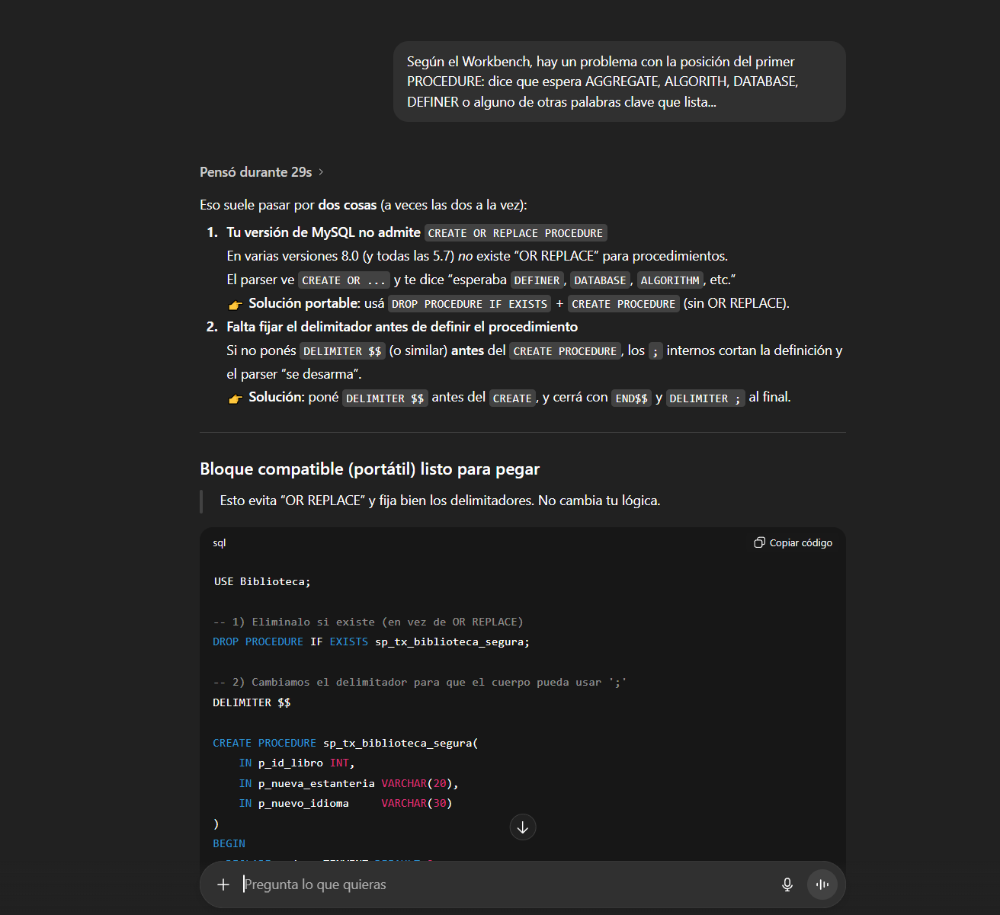 Según el Workbench, hay un problema con la posición del primer
PROCEDURE: dice que espera AGGREGATE, ALGORITH, DATABASE,
DEFINER o alguno de otras palabras clave que lista...
Pensó durante 29s >
Eso suele pasar por dos cosas (a veces las dos a la vez):
1. Tu versión de MySQL no admite CREATE OR REPLACE PROCEDURE
En varias versiones 8.0 (y todas las 5.7) no existe “OR REPLACE” para procedimientos.
El parser ve CREATE OR ... y te dice “esperaba DEFINER, DATABASE, ALGORITHM, etc.”
👉 Solución portable: usá DROP PROCEDURE IF EXISTS + CREATE PROCEDURE (sin OR REPLACE).
2. Falta fijar el delimitador antes de definir el procedimiento
Si no ponés DELIMITER $$ (o similar) antes del CREATE PROCEDURE, los ; internos cortan la definición y
el parser “se desarma”.
👉 Solución: poné DELIMITER $$ antes del CREATE, y cerrá con END$$ y DELIMITER ; al final.
Bloque compatible (portátil) listo para pegar
Esto evita “OR REPLACE” y fija bien los delimitadores. No cambia tu lógica.
sql
Copiar código
USE Biblioteca;
-- 1) Eliminalo si existe (en vez de OR REPLACE)
DROP PROCEDURE IF EXISTS sp_tx_biblioteca_segura;
-- 2) Cambiamos el delimitador para que el cuerpo pueda usar ';'
DELIMITER $$
CREATE PROCEDURE sp_tx_biblioteca_segura(
IN p_id_libro INT,
IN p_nueva_estanteria VARCHAR(20),
IN p_nuevo_idioma VARCHAR(30)
)
BEGIN
Pregunta lo que quieras